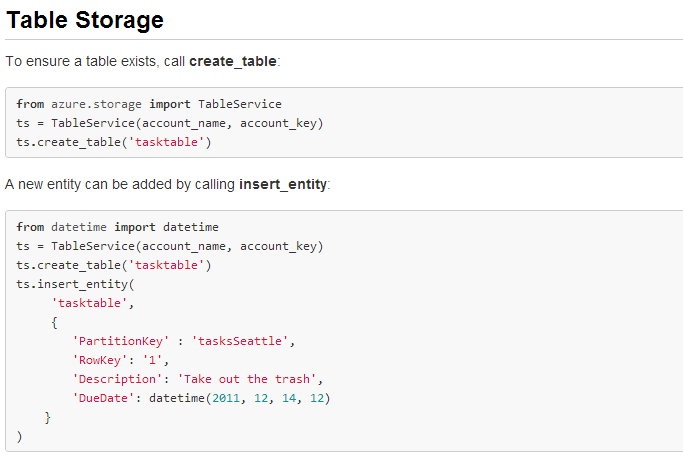 Table Storage
To ensure a table exists, call create_table:
from azure.storage import TableService
ts = TableService(account_name, account_key)
ts.create_table('tasktable')
A new entity can be added by calling insert_entity:
from datetime import datetime
ts = TableService(account_name, account_key)
ts.create_table('tasktable')
ts.insert_entity(
     'tasktable',
     {
        'PartitionKey' : 'tasksSeattle',
        'RowKey': '1',
        'Description': 'Take out the trash',
        'DueDate': datetime(2011, 12, 14, 12)
    }
)